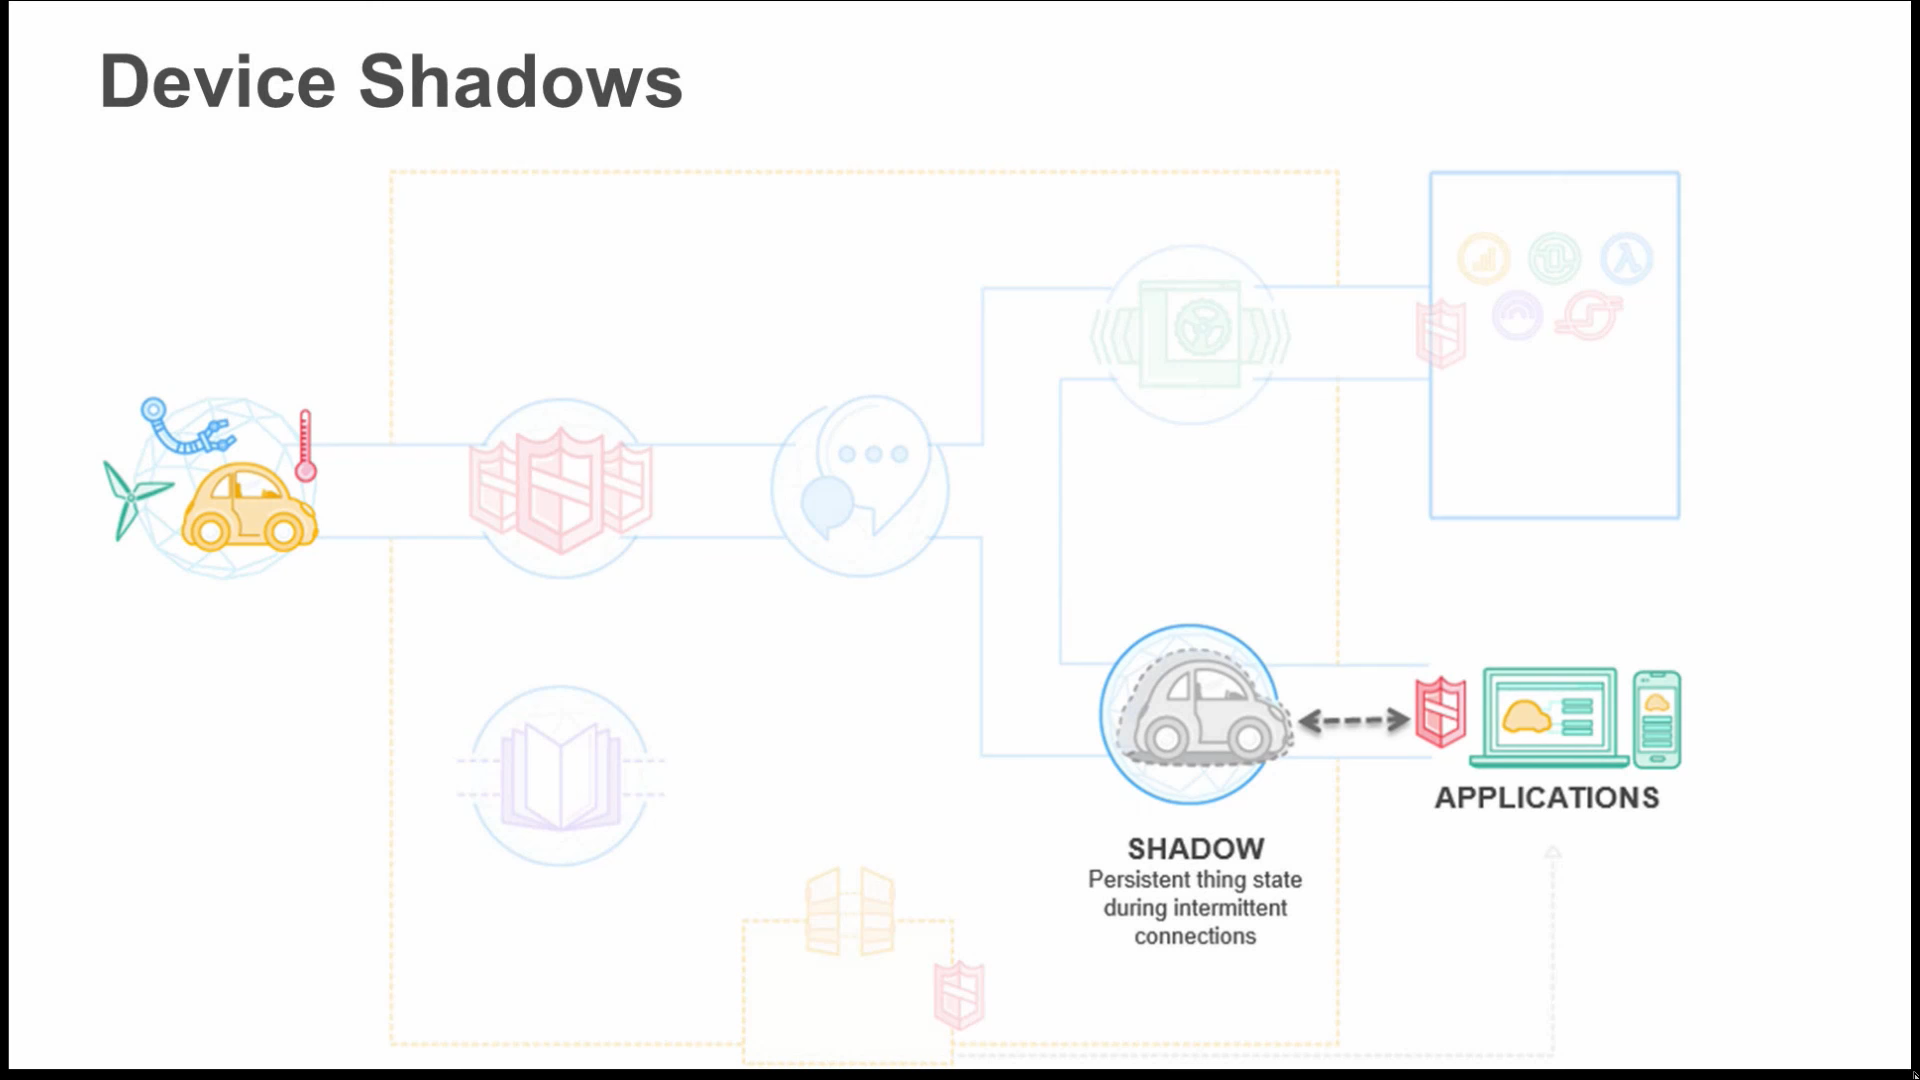 Device Shadows
APPLICATIONS
SHADOW
Persistent thing state
during intermittent
connections